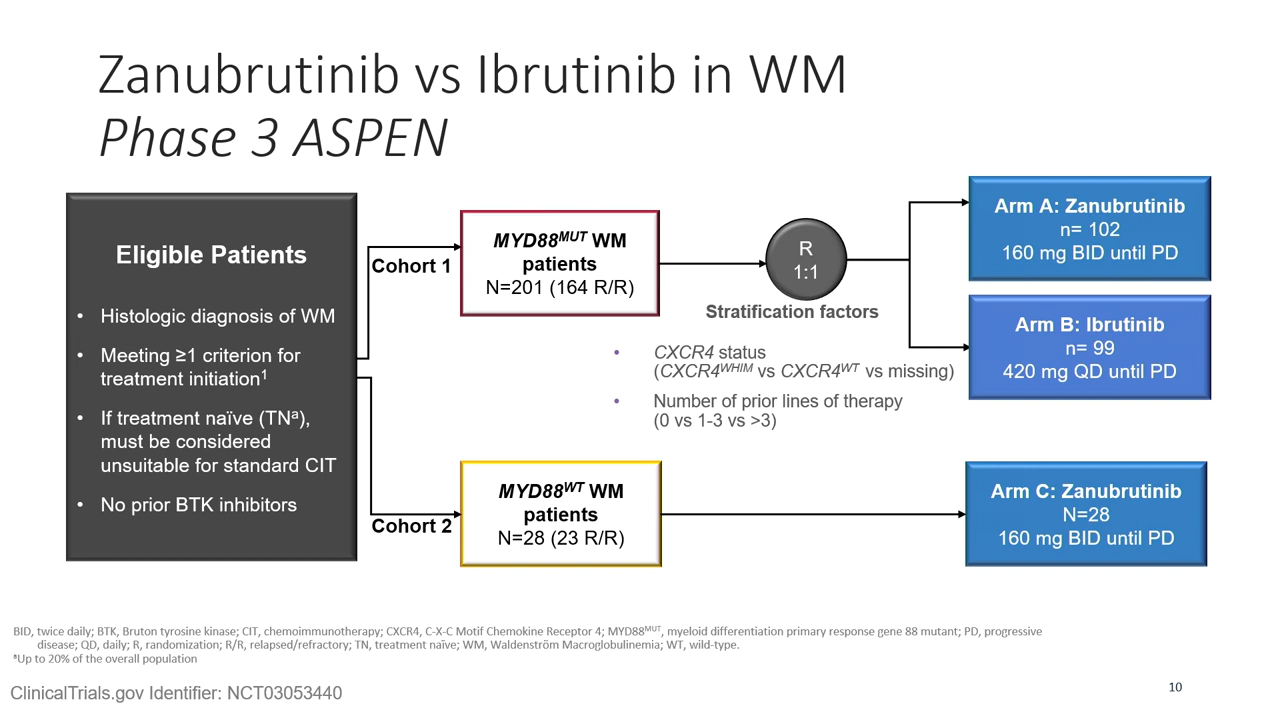 Zanubrutinib vs Ibrutinib in WM
Phase 3 ASPEN
Eligible Patients
• Histologic diagnosis of WM
• Meeting ≥1 criterion for
treatment initiation¹
• If treatment naïve (TNᵃ),
must be considered
unsuitable for standard CIT
• No prior BTK inhibitors
Cohort 1
MYD88ᴹᵁᵀ WM
patients
N=201 (164 R/R)
R
1:1
Stratification factors
• CXCR4 status
(CXCR4ᵂᴴᴵᴹ vs CXCR4ᵂᵀ vs missing)
• Number of prior lines of therapy
(0 vs 1-3 vs >3)
Arm A: Zanubrutinib
n= 102
160 mg BID until PD
Arm B: Ibrutinib
n= 99
420 mg QD until PD
Cohort 2
MYD88ᵂᵀ WM
patients
N=28 (23 R/R)
Arm C: Zanubrutinib
N=28
160 mg BID until PD
BID, twice daily; BTK, Bruton tyrosine kinase; CIT, chemoimmunotherapy; CXCR4, C-X-C Motif Chemokine Receptor 4; MYD88ᴹᵁᵀ, myeloid differentiation primary response gene 88 mutant; PD, progressive
disease; QD, daily; R, randomization; R/R, relapsed/refractory; TN, treatment naïve; WM, Waldenström Macroglobulinemia; WT, wild-type.
ᵃUp to 20% of the overall population
ClinicalTrials.gov Identifier: NCT03053440
10